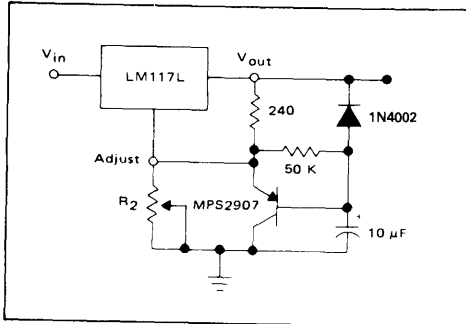 V_in
LM117L
V_out
240
1N4002
Adjust
50 K
R_2
MPS2907
+
10 μF